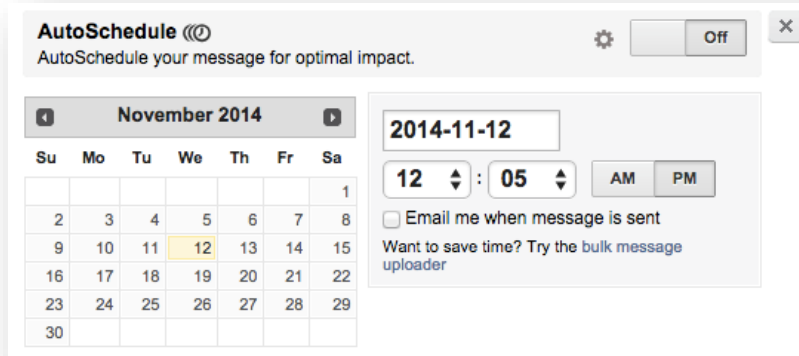 AutoSchedule
AutoSchedule your message for optimal impact.
Off
November 2014
Su Mo Tu We Th Fr Sa
1
2 3 4 5 6 7 8
9 10 11 12 13 14 15
16 17 18 19 20 21 22
23 24 25 26 27 28 29
30
2014-11-12
12 : 05 AM PM
Email me when message is sent
Want to save time? Try the bulk message
uploader